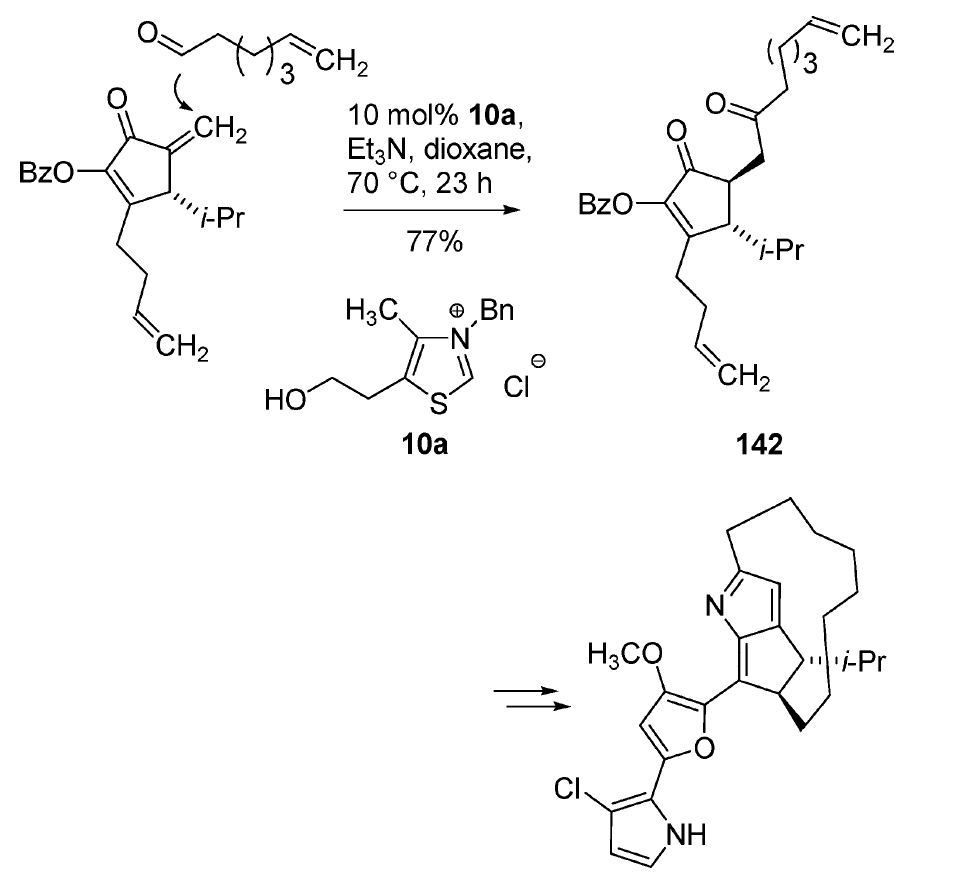 O
( )3
CH2
O
CH2
BzO
i-Pr
CH2
10 mol% 10a,
Et3N, dioxane,
70 °C, 23 h
77%
H3C
⊕
Bn
N
S
HO
Cl
⊖
10a
( )3
CH2
O
O
BzO
i-Pr
CH2
142
N
H3CO
i-Pr
O
Cl
NH